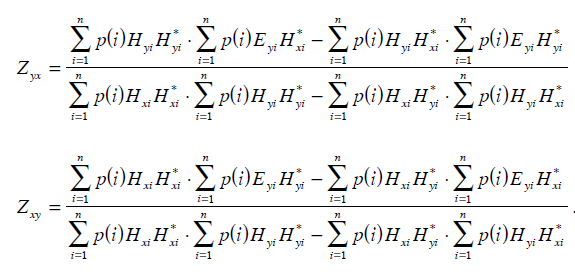 Z_{yx} = \frac{\sum_{i=1}^{n} p(i)H_{yi}H_{yi}^{*} \cdot \sum_{i=1}^{n} p(i)E_{yi}H_{xi}^{*} - \sum_{i=1}^{n} p(i)H_{yi}H_{xi}^{*} \cdot \sum_{i=1}^{n} p(i)E_{yi}H_{yi}^{*}}{\sum_{i=1}^{n} p(i)H_{xi}H_{xi}^{*} \cdot \sum_{i=1}^{n} p(i)H_{yi}H_{yi}^{*} - \sum_{i=1}^{n} p(i)H_{xi}H_{yi}^{*} \cdot \sum_{i=1}^{n} p(i)H_{yi}H_{xi}^{*}}
Z_{xy} = \frac{\sum_{i=1}^{n} p(i)H_{xi}H_{xi}^{*} \cdot \sum_{i=1}^{n} p(i)E_{yi}H_{yi}^{*} - \sum_{i=1}^{n} p(i)H_{xi}H_{yi}^{*} \cdot \sum_{i=1}^{n} p(i)E_{yi}H_{xi}^{*}}{\sum_{i=1}^{n} p(i)H_{xi}H_{xi}^{*} \cdot \sum_{i=1}^{n} p(i)H_{yi}H_{yi}^{*} - \sum_{i=1}^{n} p(i)H_{xi}H_{yi}^{*} \cdot \sum_{i=1}^{n} p(i)H_{yi}H_{xi}^{*}}.